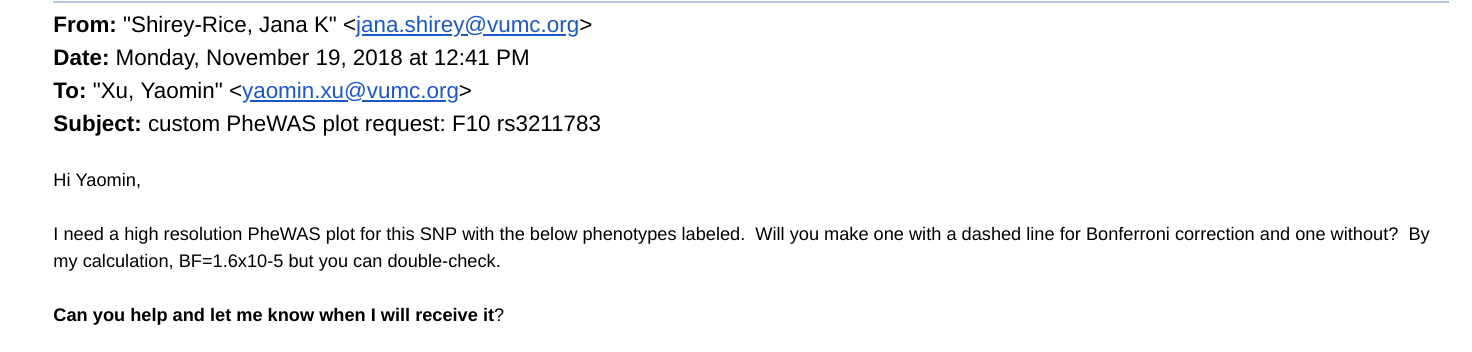 From: "Shirey-Rice, Jana K" <jana.shirey@vumc.org>
Date: Monday, November 19, 2018 at 12:41 PM
To: "Xu, Yaomin" <yaomin.xu@vumc.org>
Subject: custom PheWAS plot request: F10 rs3211783
Hi Yaomin,
I need a high resolution PheWAS plot for this SNP with the below phenotypes labeled.  Will you make one with a dashed line for Bonferroni correction and one without?  By
my calculation, BF=1.6x10-5 but you can double-check.
Can you help and let me know when I will receive it?